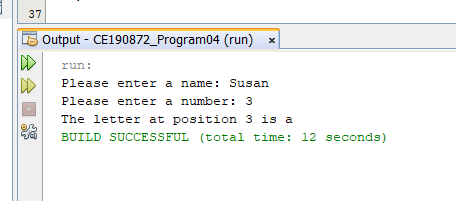 37
Output - CE190872_Program04 (run) ×
run:
Please enter a name: Susan
Please enter a number: 3
The letter at position 3 is a
BUILD SUCCESSFUL (total time: 12 seconds)